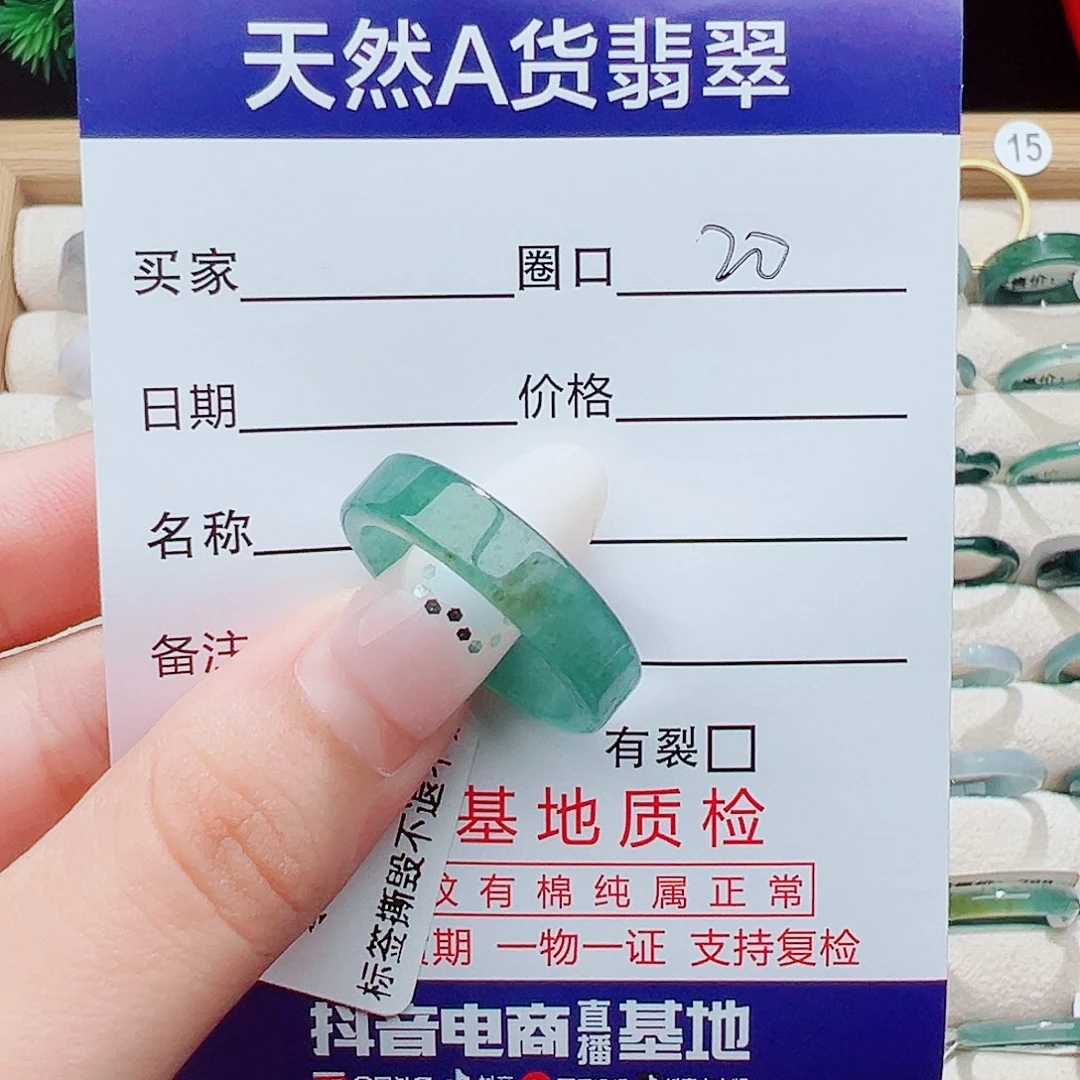 天然A货翡翠
15
买家 圈口 20
日期 价格
名称
备注
有裂
基地质检
纹有棉纯属正常
期 一物一证 支持复检
标签撕毁不退不
抖音电商直播基地